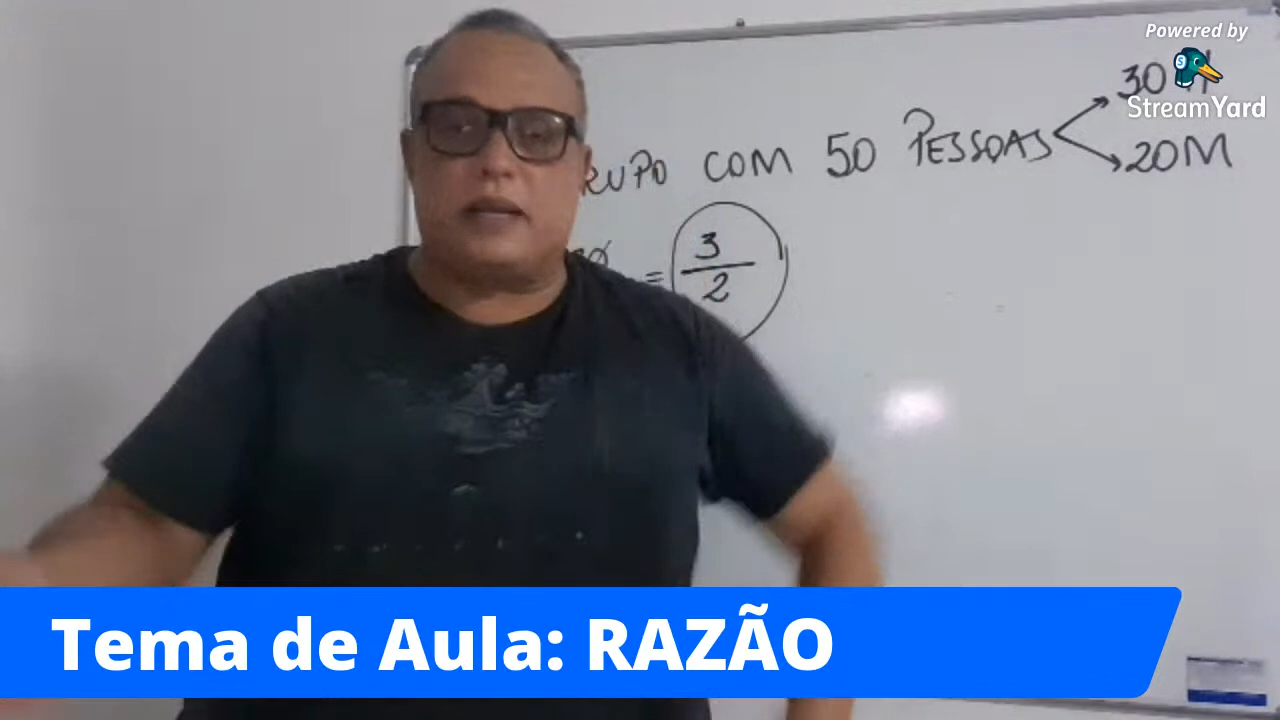 Powered by
StreamYard
30 H
RUPO COM 50 PESSOAS
20M
= 3
2
Tema de Aula: RAZÃO